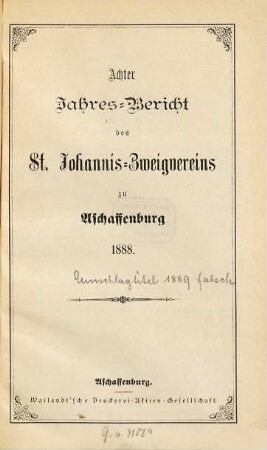 Achter
Jahres-Bericht
des
St. Johannis-Zweigvereins
zu
Aschaffenburg
1888.
Umschlagtitel 1889 falsch
Aschaffenburg.
Wailandt'sche Druckerei-Aktien-Gesellschaft